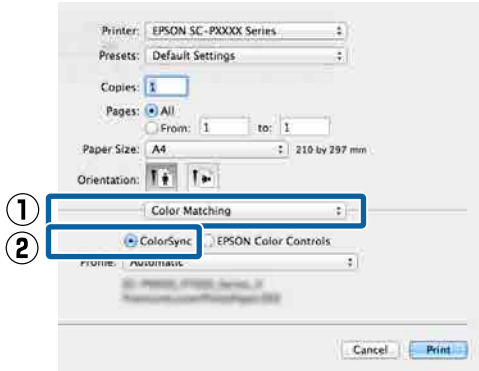 Printer: EPSON SC-PXXXX Series
Presets: Default Settings
Copies: 1
Pages: All
From: 1 to: 1
Paper Size: A4 210 by 297 mm
Orientation:
① Color Matching
② ColorSync EPSON Color Controls
Profile: Automatic
Cancel Print